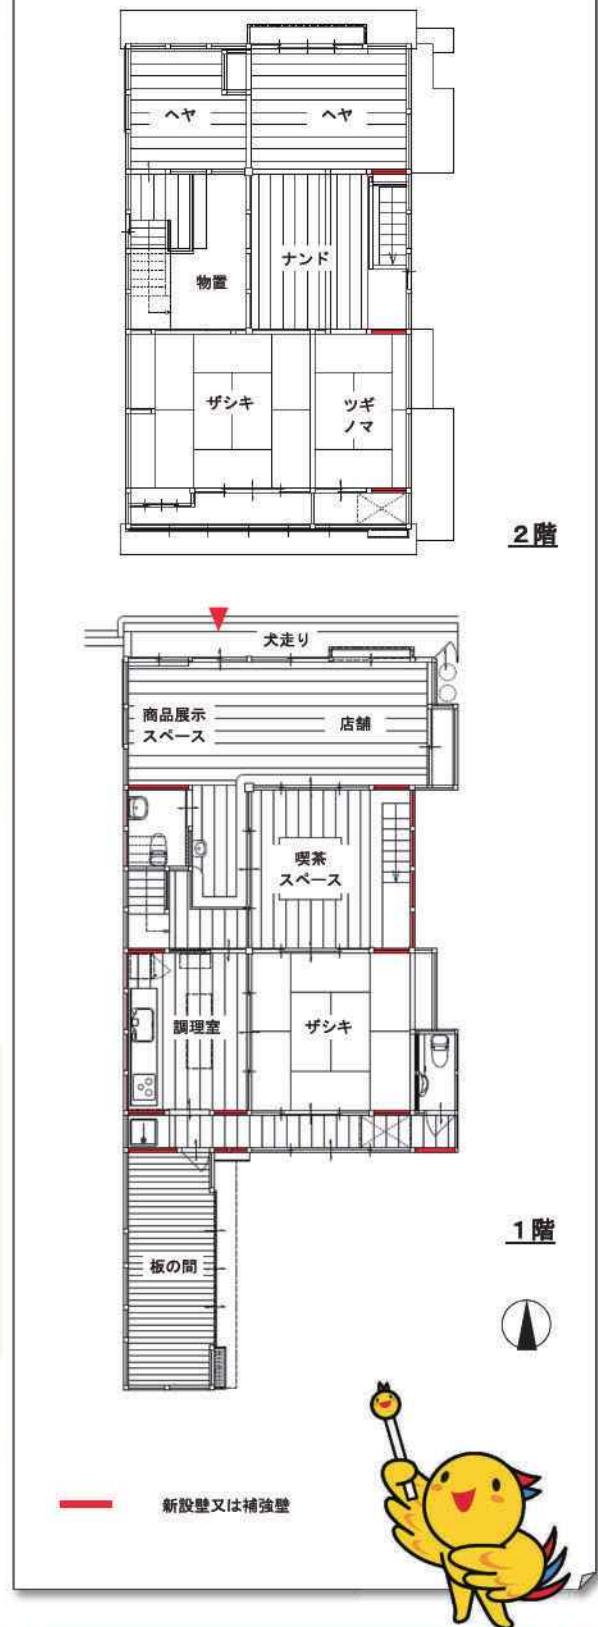 ヘヤ
ヘヤ
ナンド
物置
ザシキ
ツギ
ノマ
２階
犬走り
商品展示
スペース
店舗
喫茶
スペース
調理室
ザシキ
１階
板の間
新設壁又は補強壁